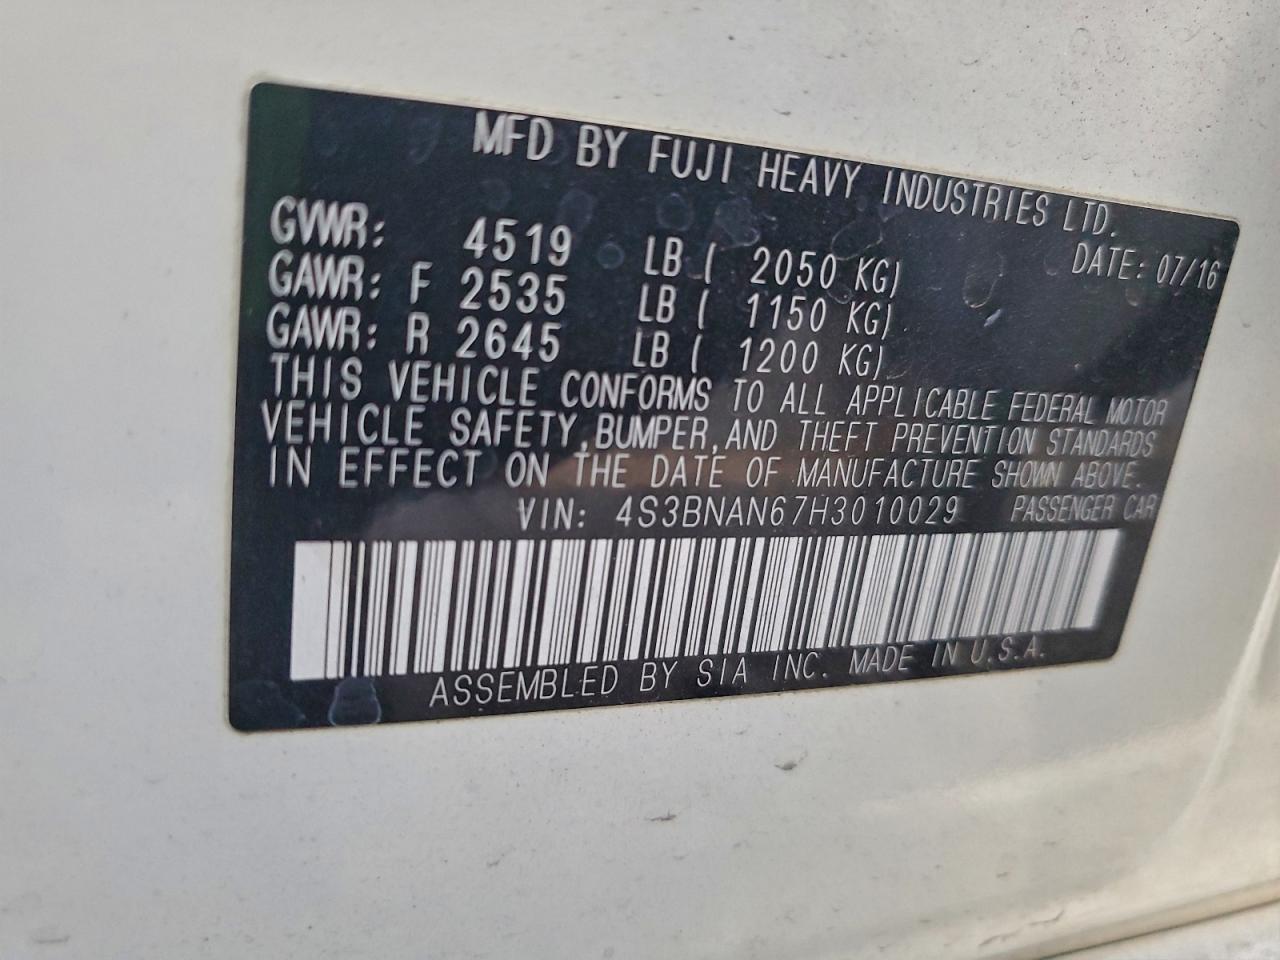 MFD BY FUJI HEAVY INDUSTRIES LTD.
DATE: 07/16
GVWR: 4519 LB ( 2050 KG)
GAWR: F 2535 LB ( 1150 KG)
GAWR: R 2645 LB ( 1200 KG)
THIS VEHICLE CONFORMS TO ALL APPLICABLE FEDERAL MOTOR
VEHICLE SAFETY, BUMPER, AND THEFT PREVENTION STANDARDS
IN EFFECT ON THE DATE OF MANUFACTURE SHOWN ABOVE.
VIN: 4S3BNAN67H3010029 PASSENGER CAR
ASSEMBLED BY SIA INC. MADE IN U.S.A.